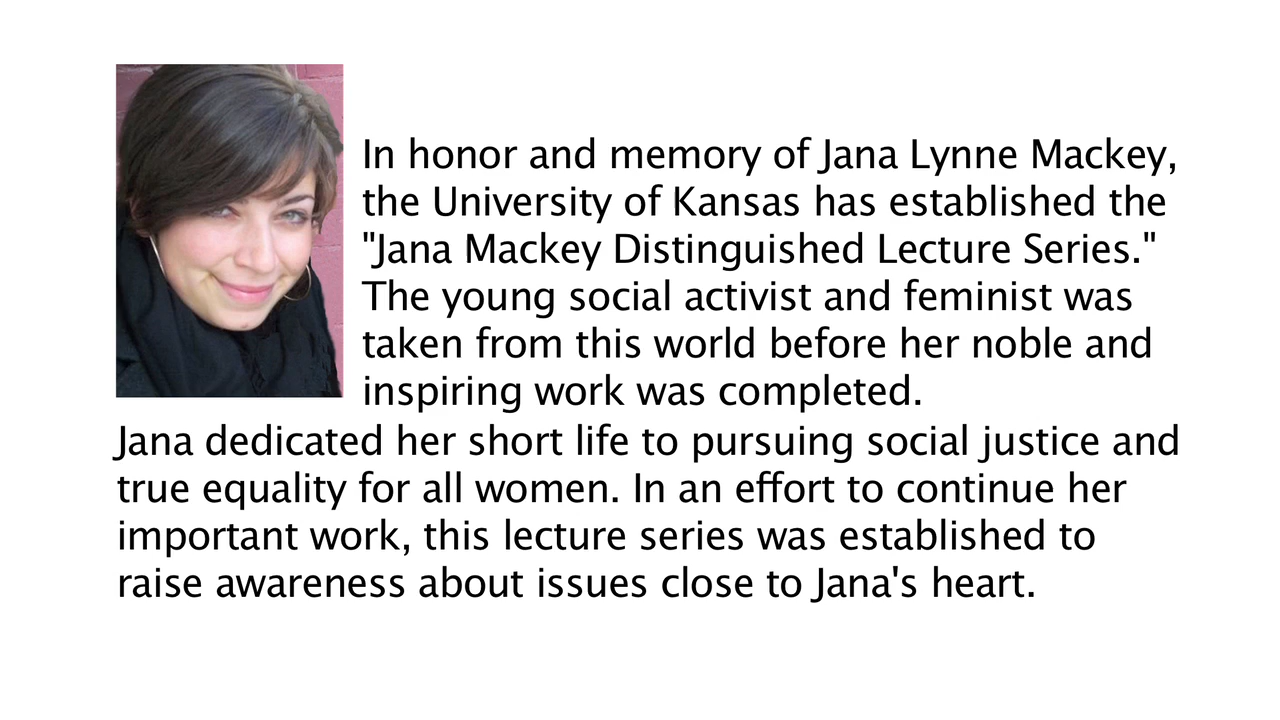 In honor and memory of Jana Lynne Mackey,
the University of Kansas has established the
"Jana Mackey Distinguished Lecture Series."
The young social activist and feminist was
taken from this world before her noble and
inspiring work was completed.
Jana dedicated her short life to pursuing social justice and
true equality for all women. In an effort to continue her
important work, this lecture series was established to
raise awareness about issues close to Jana's heart.